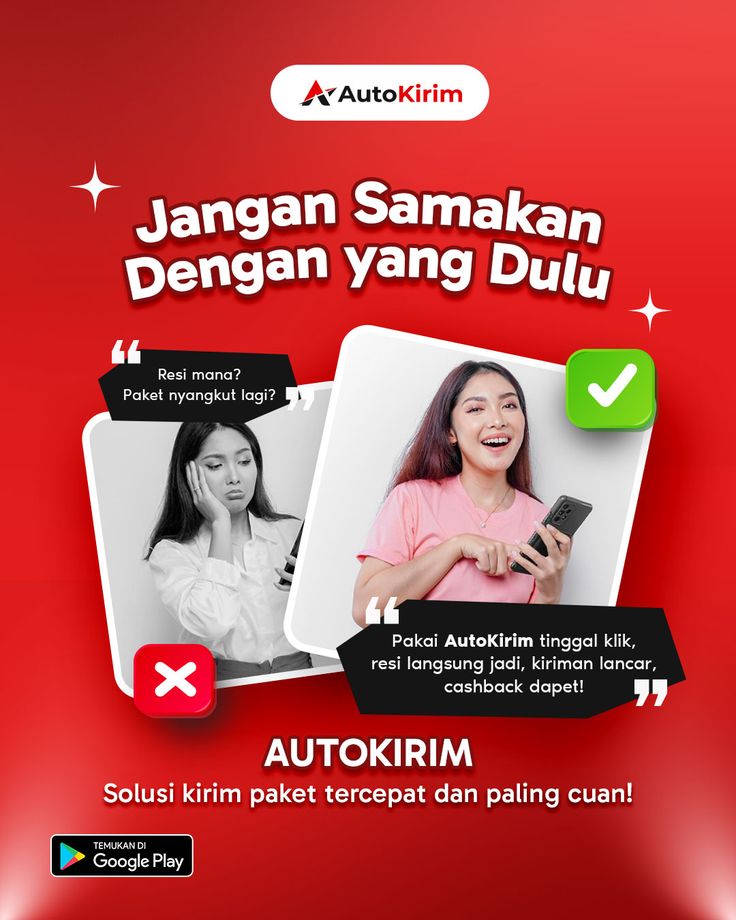 AutoKirim
Jangan Samakan
Dengan yang Dulu
Resi mana?
Paket nyangkut lagi?
Pakai AutoKirim tinggal klik,
resi langsung jadi, kiriman lancar,
cashback dapet!
AUTOKIRIM
Solusi kirim paket tercepat dan paling cuan!
TEMUKAN DI
Google Play